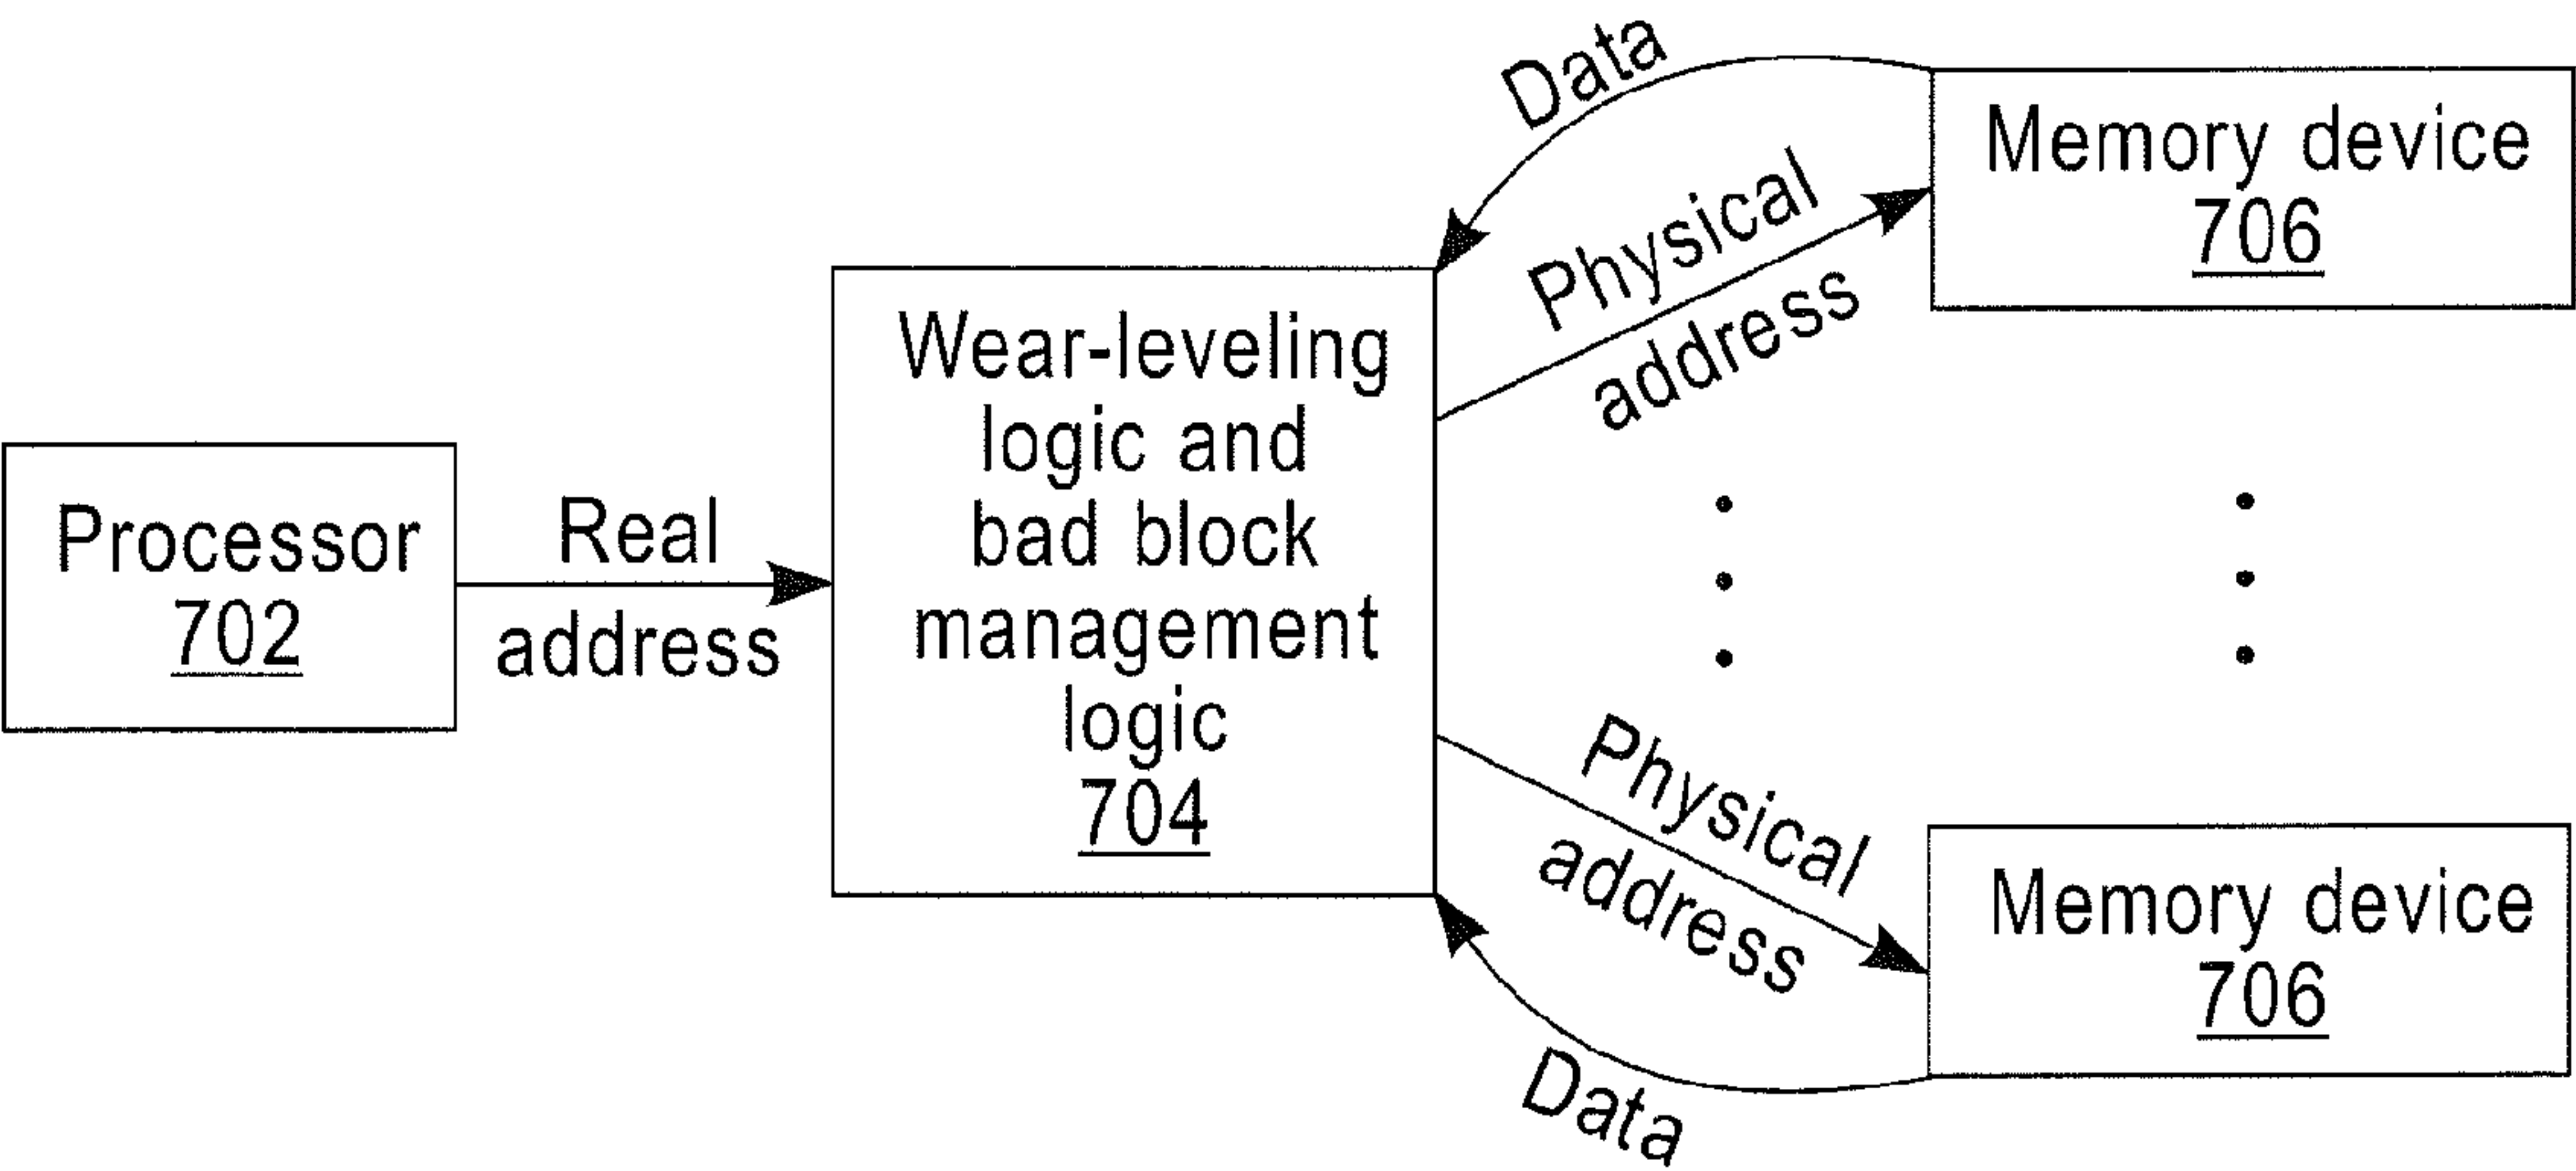 Processor
702
Real
address
Wear-leveling
logic and
bad block
management
logic
704
Data
Physical
address
Memory device
706
Physical
address
Data
Memory device
706